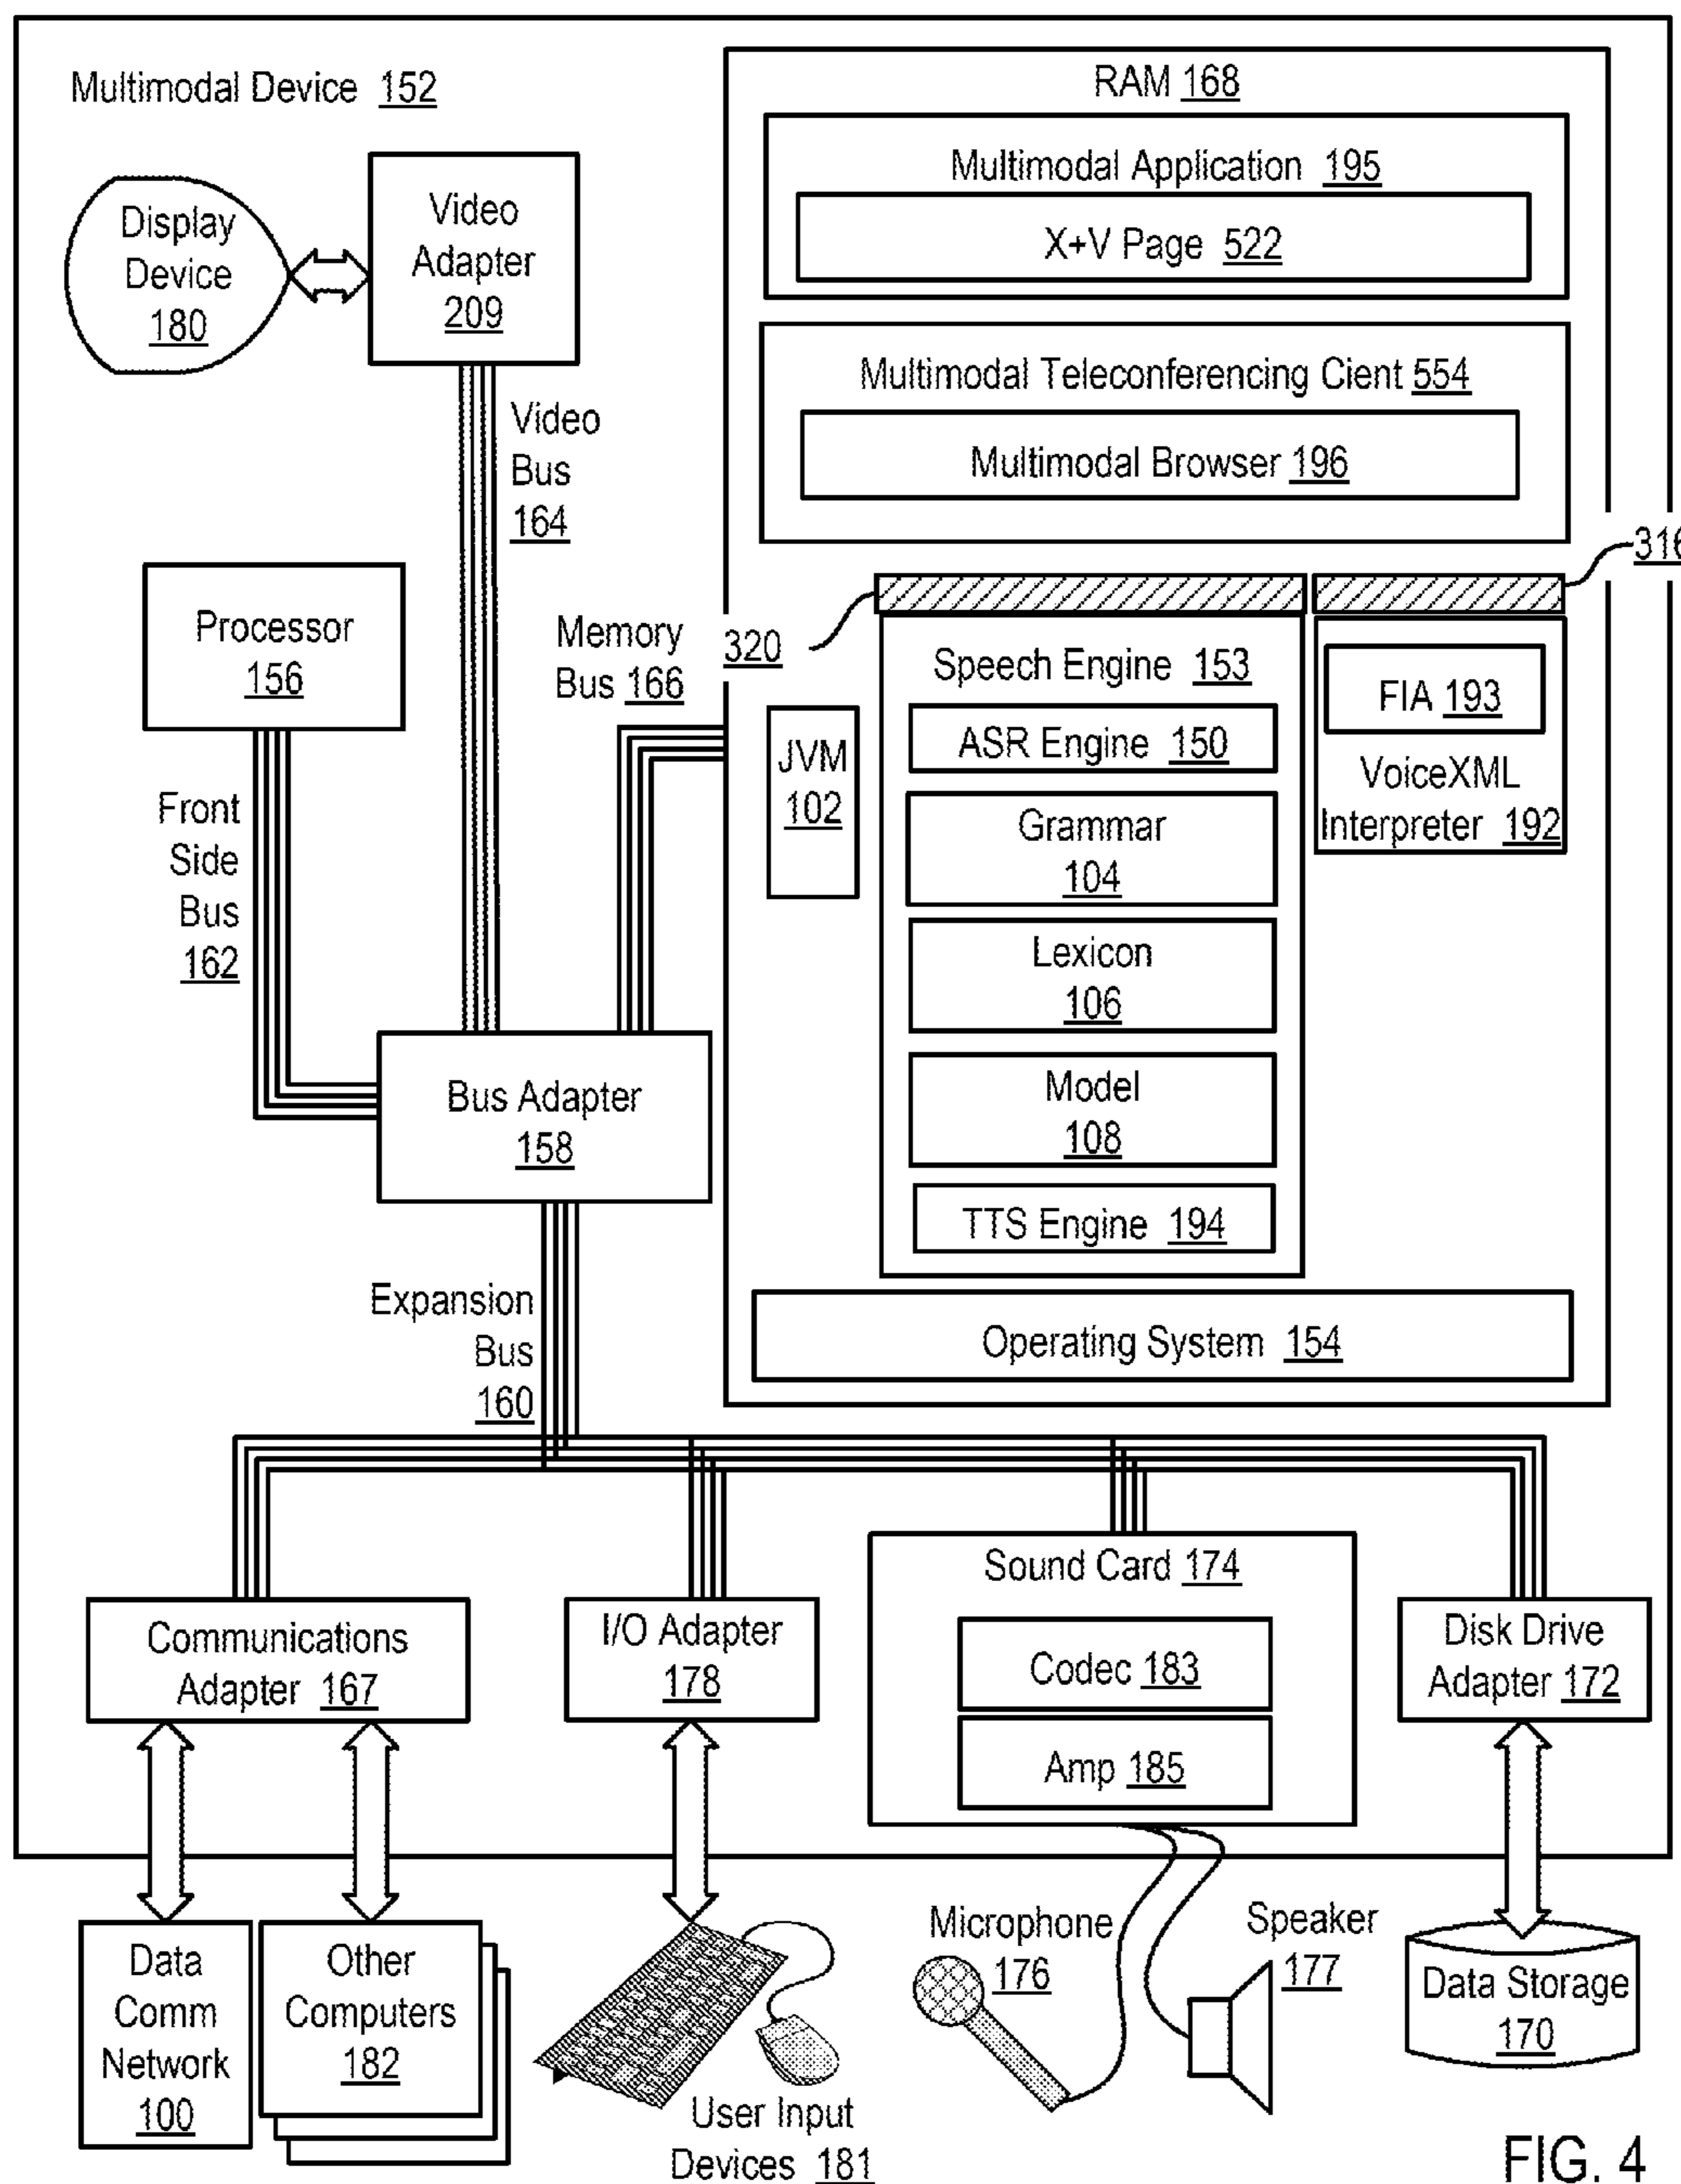 Multimodal Device 152
Display
Device
180
Video
Adapter
209
Video
Bus
164
Processor
156
Memory
Bus 166
Front
Side
Bus
162
Bus Adapter
158
Expansion
Bus
160
RAM 168
Multimodal Application 195
X+V Page 522
Multimodal Teleconferencing Cient 554
Multimodal Browser 196
316
320
Speech Engine 153
ASR Engine 150
Grammar
104
Lexicon
106
Model
108
TTS Engine 194
JVM
102
FIA 193
VoiceXML
Interpreter 192
Operating System 154
Communications
Adapter 167
I/O Adapter
178
Sound Card 174
Codec 183
Amp 185
Disk Drive
Adapter 172
Data
Comm
Network
100
Other
Computers
182
User Input
Devices 181
Microphone
176
Speaker
177
Data Storage
170
FIG. 4